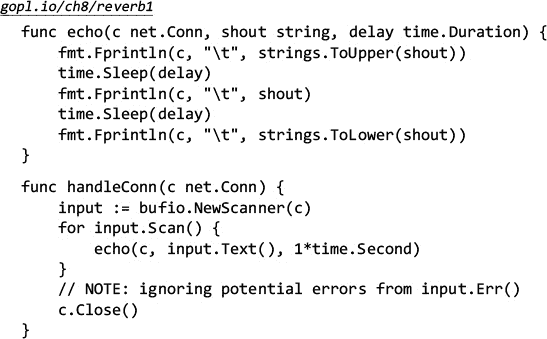 gopl.io/ch8/reverb1
func echo(c net.Conn, shout string, delay time.Duration) {
    fmt.Fprintln(c, "\t", strings.ToUpper(shout))
    time.Sleep(delay)
    fmt.Fprintln(c, "\t", shout)
    time.Sleep(delay)
    fmt.Fprintln(c, "\t", strings.ToLower(shout))
}
func handleConn(c net.Conn) {
    input := bufio.NewScanner(c)
    for input.Scan() {
        echo(c, input.Text(), 1*time.Second)
    }
    // NOTE: ignoring potential errors from input.Err()
    c.Close()
}